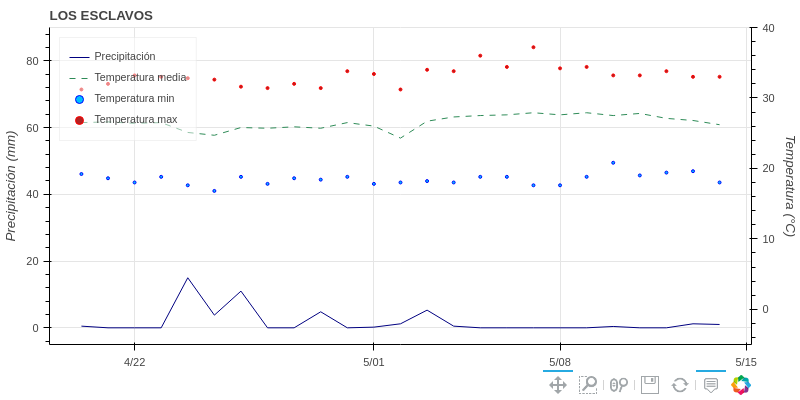 LOS ESCLAVOS
Precipitación
Temperatura media
Temperatura min
Temperatura max
Precipitación (mm)
80
60
40
20
0
Temperatura (°C)
40
30
20
10
0
4/22
5/01
5/08
5/15